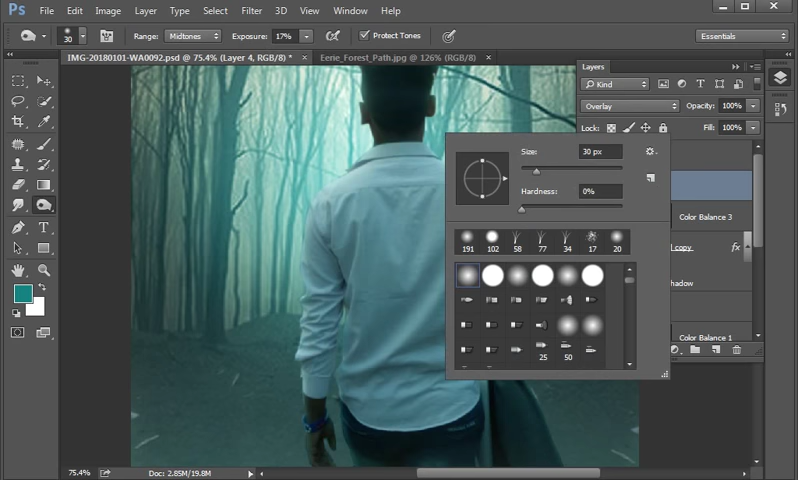 Ps File Edit Image Layer Type Select Filter 3D View Window Help
30 Range: Midtones Exposure: 17% Protect Tones Essentials
IMG-20180101-WA0092.psd @ 75.4% (Layer 4, RGB/8) * × Eerie_Forest_Path.jpg @ 126% (RGB/8) ×
Layers
Kind
Overlay Opacity: 100%
Lock: Fill: 100%
Size: 30 px
Hardness: 0%
Color Balance 3
191 102 58 77 34 17 20
copy fx
hadow
25 50
Color Balance 1
75.4% Doc: 2.85M/19.8M